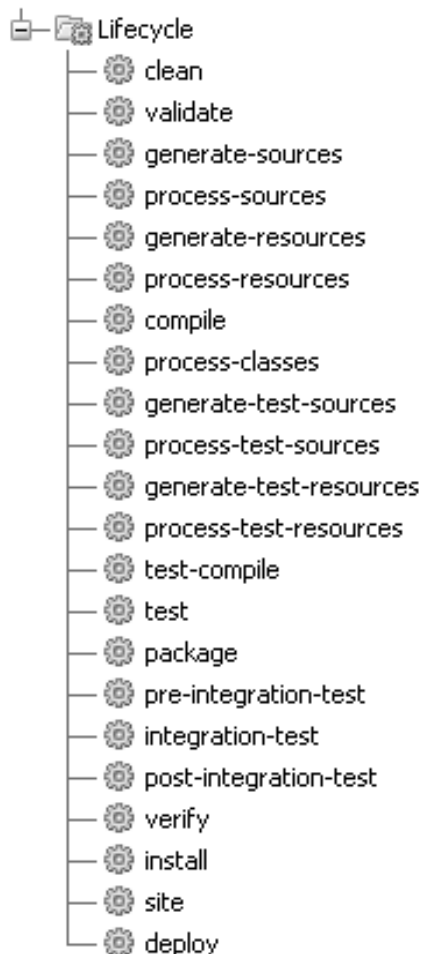 Lifecycle
clean
validate
generate-sources
process-sources
generate-resources
process-resources
compile
process-classes
generate-test-sources
process-test-sources
generate-test-resources
process-test-resources
test-compile
test
package
pre-integration-test
integration-test
post-integration-test
verify
install
site
deploy